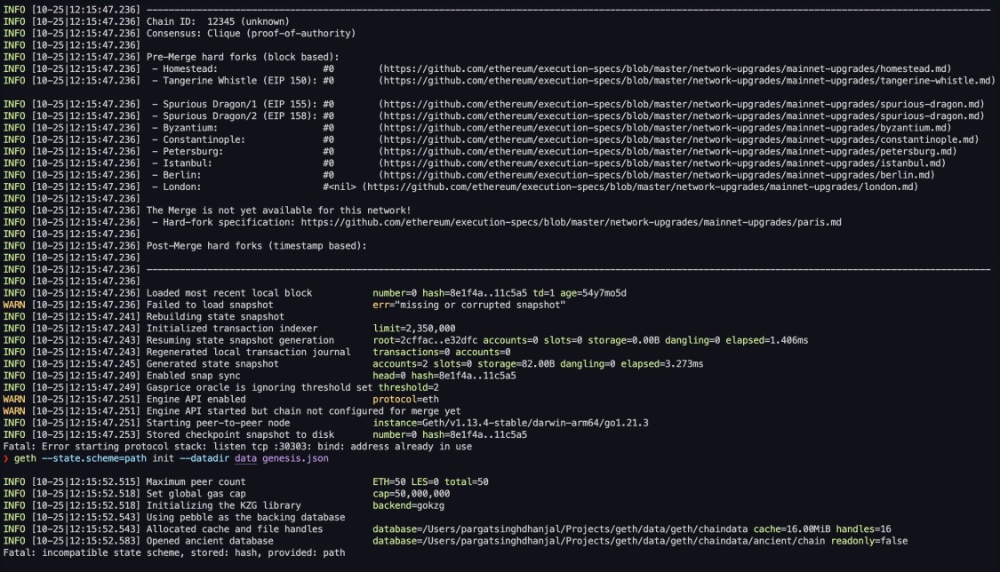 INFO [10-25|12:15:47.236] ---------------------------------------------------------------------------------------------------------------------------------------------------------
INFO [10-25|12:15:47.236] Chain ID:  12345 (unknown)
INFO [10-25|12:15:47.236] Consensus: Clique (proof-of-authority)
INFO [10-25|12:15:47.236]
INFO [10-25|12:15:47.236] Pre-Merge hard forks (block based):
INFO [10-25|12:15:47.236]  - Homestead:                   #0        (https://github.com/ethereum/execution-specs/blob/master/network-upgrades/mainnet-upgrades/homestead.md)
INFO [10-25|12:15:47.236]  - Tangerine Whistle (EIP 150): #0        (https://github.com/ethereum/execution-specs/blob/master/network-upgrades/mainnet-upgrades/tangerine-whistle.md)
INFO [10-25|12:15:47.236]  - Spurious Dragon/1 (EIP 155): #0        (https://github.com/ethereum/execution-specs/blob/master/network-upgrades/mainnet-upgrades/spurious-dragon.md)
INFO [10-25|12:15:47.236]  - Spurious Dragon/2 (EIP 158): #0        (https://github.com/ethereum/execution-specs/blob/master/network-upgrades/mainnet-upgrades/spurious-dragon.md)
INFO [10-25|12:15:47.236]  - Byzantium:                   #0        (https://github.com/ethereum/execution-specs/blob/master/network-upgrades/mainnet-upgrades/byzantium.md)
INFO [10-25|12:15:47.236]  - Constantinople:              #0        (https://github.com/ethereum/execution-specs/blob/master/network-upgrades/mainnet-upgrades/constantinople.md)
INFO [10-25|12:15:47.236]  - Petersburg:                  #0        (https://github.com/ethereum/execution-specs/blob/master/network-upgrades/mainnet-upgrades/petersburg.md)
INFO [10-25|12:15:47.236]  - Istanbul:                    #0        (https://github.com/ethereum/execution-specs/blob/master/network-upgrades/mainnet-upgrades/istanbul.md)
INFO [10-25|12:15:47.236]  - Berlin:                      #0        (https://github.com/ethereum/execution-specs/blob/master/network-upgrades/mainnet-upgrades/berlin.md)
INFO [10-25|12:15:47.236]  - London:                      #<nil> (https://github.com/ethereum/execution-specs/blob/master/network-upgrades/mainnet-upgrades/london.md)
INFO [10-25|12:15:47.236]
INFO [10-25|12:15:47.236] The Merge is not yet available for this network!
INFO [10-25|12:15:47.236]  - Hard-fork specification: https://github.com/ethereum/execution-specs/blob/master/network-upgrades/mainnet-upgrades/paris.md
INFO [10-25|12:15:47.236]
INFO [10-25|12:15:47.236] Post-Merge hard forks (timestamp based):
INFO [10-25|12:15:47.236]
INFO [10-25|12:15:47.236] ---------------------------------------------------------------------------------------------------------------------------------------------------------
INFO [10-25|12:15:47.236]
INFO [10-25|12:15:47.236] Loaded most recent local block           number=0 hash=8e1f4a..11c5a5 td=1 age=54y7mo5d
WARN [10-25|12:15:47.236] Failed to load snapshot                  err="missing or corrupted snapshot"
INFO [10-25|12:15:47.241] Rebuilding state snapshot
INFO [10-25|12:15:47.243] Initialized transaction indexer          limit=2,350,000
INFO [10-25|12:15:47.243] Resuming state snapshot generation       root=2cffac..e32dfc accounts=0 slots=0 storage=0.00B dangling=0 elapsed=1.406ms
INFO [10-25|12:15:47.243] Regenerated local transaction journal    transactions=0 accounts=0
INFO [10-25|12:15:47.245] Generated state snapshot                 accounts=2 slots=0 storage=82.00B dangling=0 elapsed=3.273ms
INFO [10-25|12:15:47.249] Enabled snap sync                        head=0 hash=8e1f4a..11c5a5
INFO [10-25|12:15:47.249] Gasprice oracle is ignoring threshold set threshold=2
WARN [10-25|12:15:47.251] Engine API enabled                       protocol=eth
WARN [10-25|12:15:47.251] Engine API started but chain not configured for merge yet
INFO [10-25|12:15:47.251] Starting peer-to-peer node               instance=Geth/v1.13.4-stable/darwin-arm64/go1.21.3
INFO [10-25|12:15:47.253] Stored checkpoint snapshot to disk       number=0 hash=8e1f4a..11c5a5
Fatal: Error starting protocol stack: listen tcp :30303: bind: address already in use
❯ geth --state.scheme=path init --datadir data genesis.json
INFO [10-25|12:15:52.515] Maximum peer count                       ETH=50 LES=0 total=50
INFO [10-25|12:15:52.518] Set global gas cap                       cap=50,000,000
INFO [10-25|12:15:52.518] Initializing the KZG library             backend=gokzg
INFO [10-25|12:15:52.543] Using pebble as the backing database
INFO [10-25|12:15:52.543] Allocated cache and file handles         database=/Users/pargatsinghdhanjal/Projects/geth/data/geth/chaindata cache=16.00MiB handles=16
INFO [10-25|12:15:52.583] Opened ancient database                  database=/Users/pargatsinghdhanjal/Projects/geth/data/geth/chaindata/ancient/chain readonly=false
Fatal: incompatible state scheme, stored: hash, provided: path